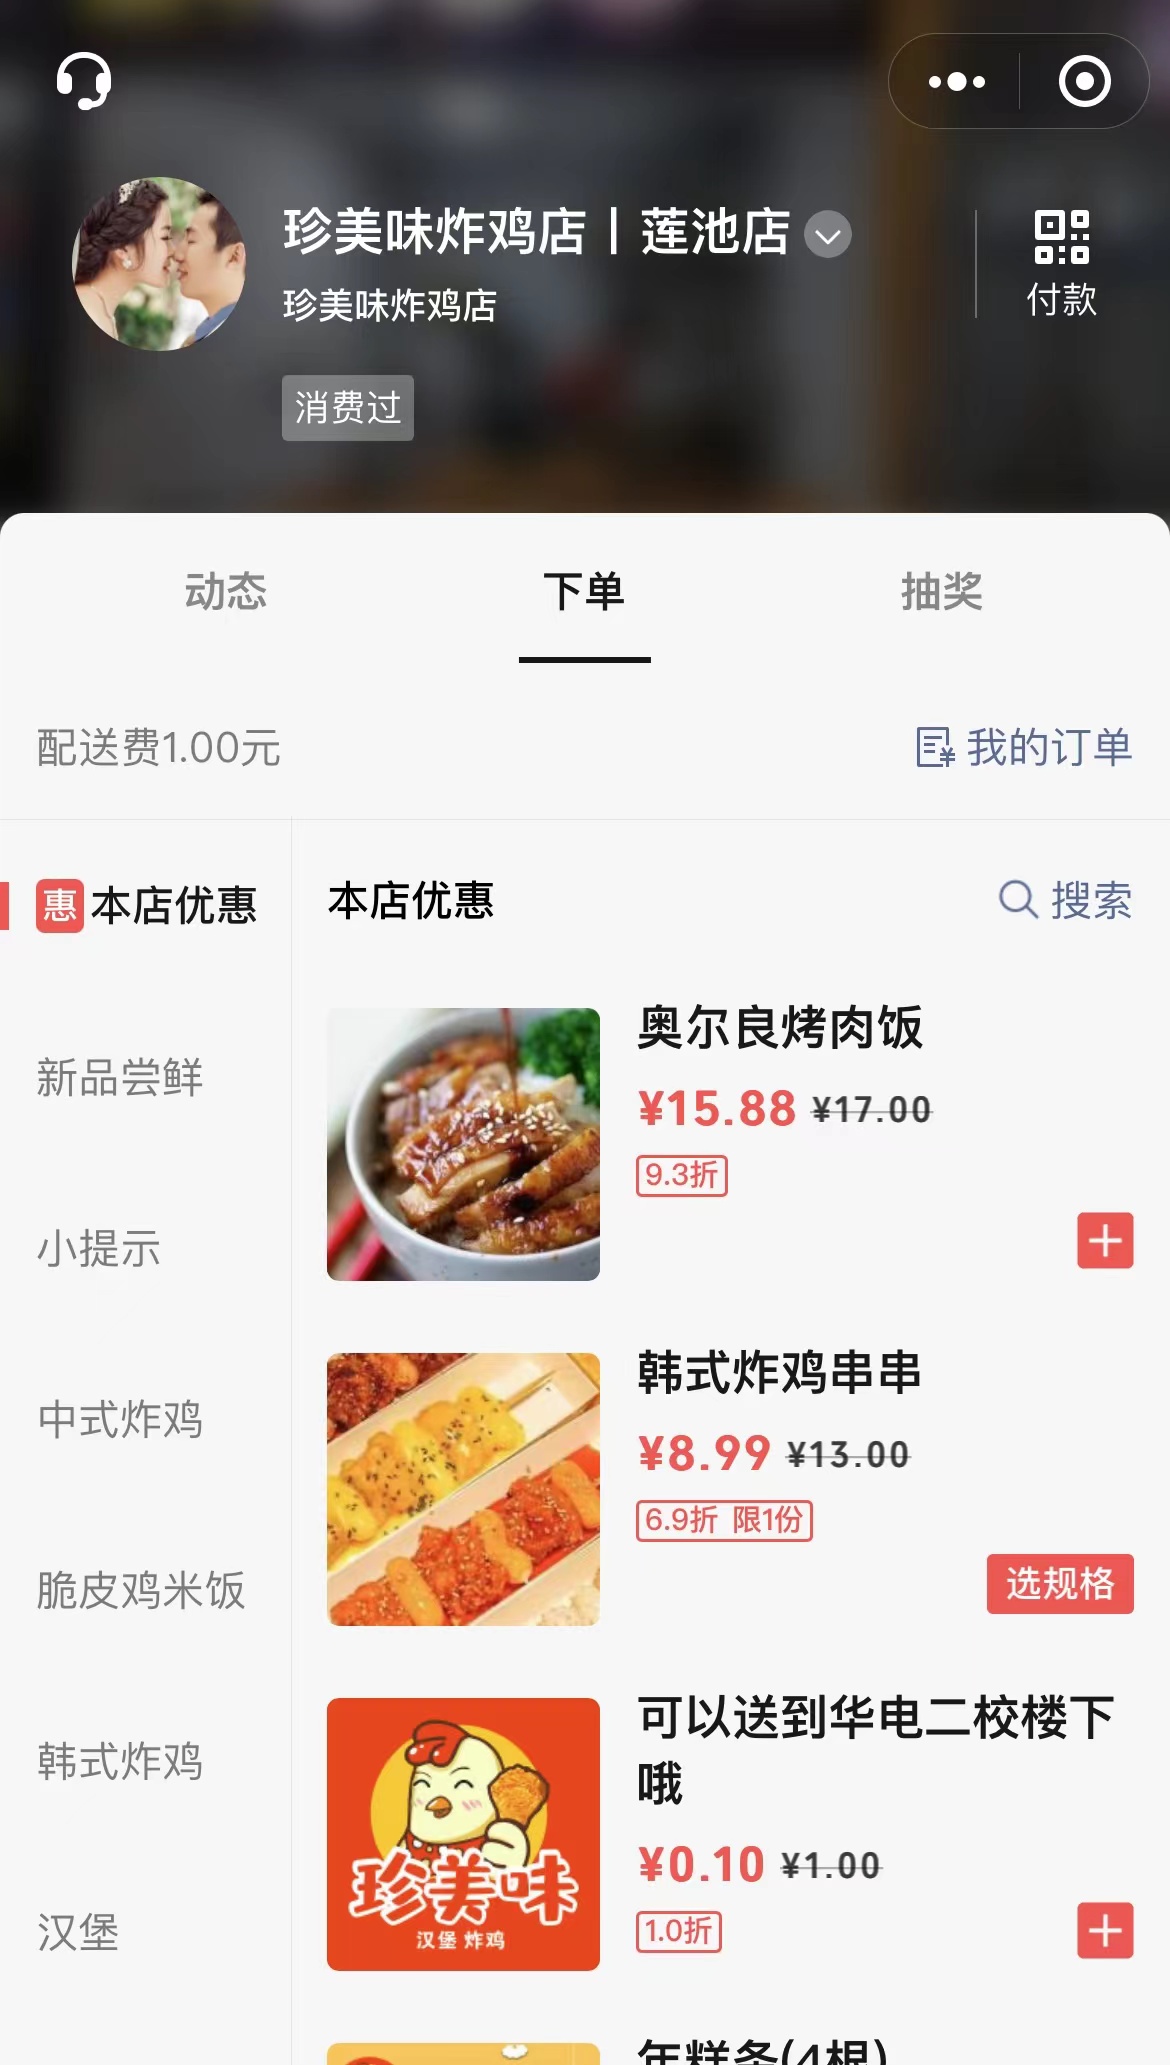 珍美味炸鸡店丨莲池店
珍美味炸鸡店
付款
消费过
动态
下单
抽奖
配送费1.00元
我的订单
惠 本店优惠
新品尝鲜
小提示
中式炸鸡
脆皮鸡米饭
韩式炸鸡
汉堡
本店优惠
搜索
奥尔良烤肉饭
¥15.88 ¥17.00
9.3折
韩式炸鸡串串
¥8.99 ¥13.00
6.9折 限1份
选规格
珍美味
汉堡 炸鸡
可以送到华电二校楼下
哦
¥0.10 ¥1.00
1.0折
年糕条(4根)